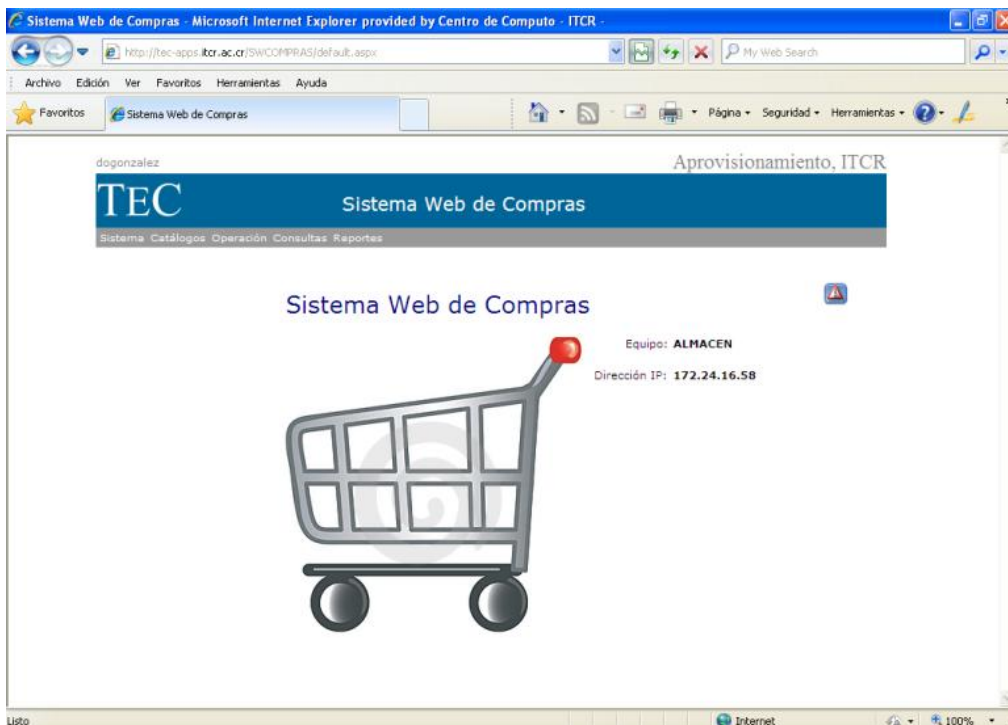 Sistema Web de Compras - Microsoft Internet Explorer provided by Centro de Computo - ITCR -
http://tec-apps.itcr.ac.cr/SWCOMPRAS/default.aspx
My Web Search
Archivo Edición Ver Favoritos Herramientas Ayuda
Favoritos Sistema Web de Compras Página Seguridad Herramientas
dogonzalez Aprovisionamiento, ITCR
TEC Sistema Web de Compras
Sistema Catálogos Operación Consultas Reportes
Sistema Web de Compras
Equipo: ALMACEN
Dirección IP: 172.24.16.58
Listo Internet 100%